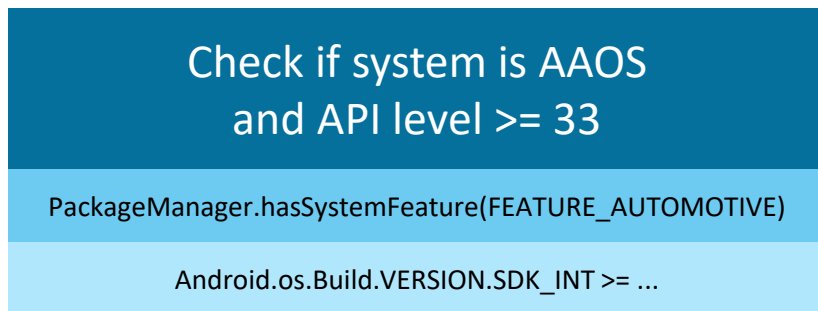 Check if system is AAOS
and API level >= 33
PackageManager.hasSystemFeature(FEATURE_AUTOMOTIVE)
Android.os.Build.VERSION.SDK_INT >= ...